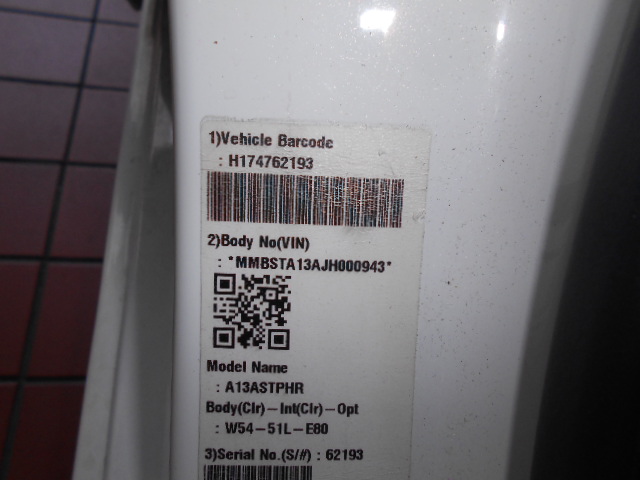 1)Vehicle Barcode
: H174762193
2)Body No(VIN)
: *MMBSTA13AJH000943*
Model Name
: A13ASTPHR
Body(Clr)-Int(Clr)-Opt
: W54-51L-E80
3)Serial No.(S/#) : 62193